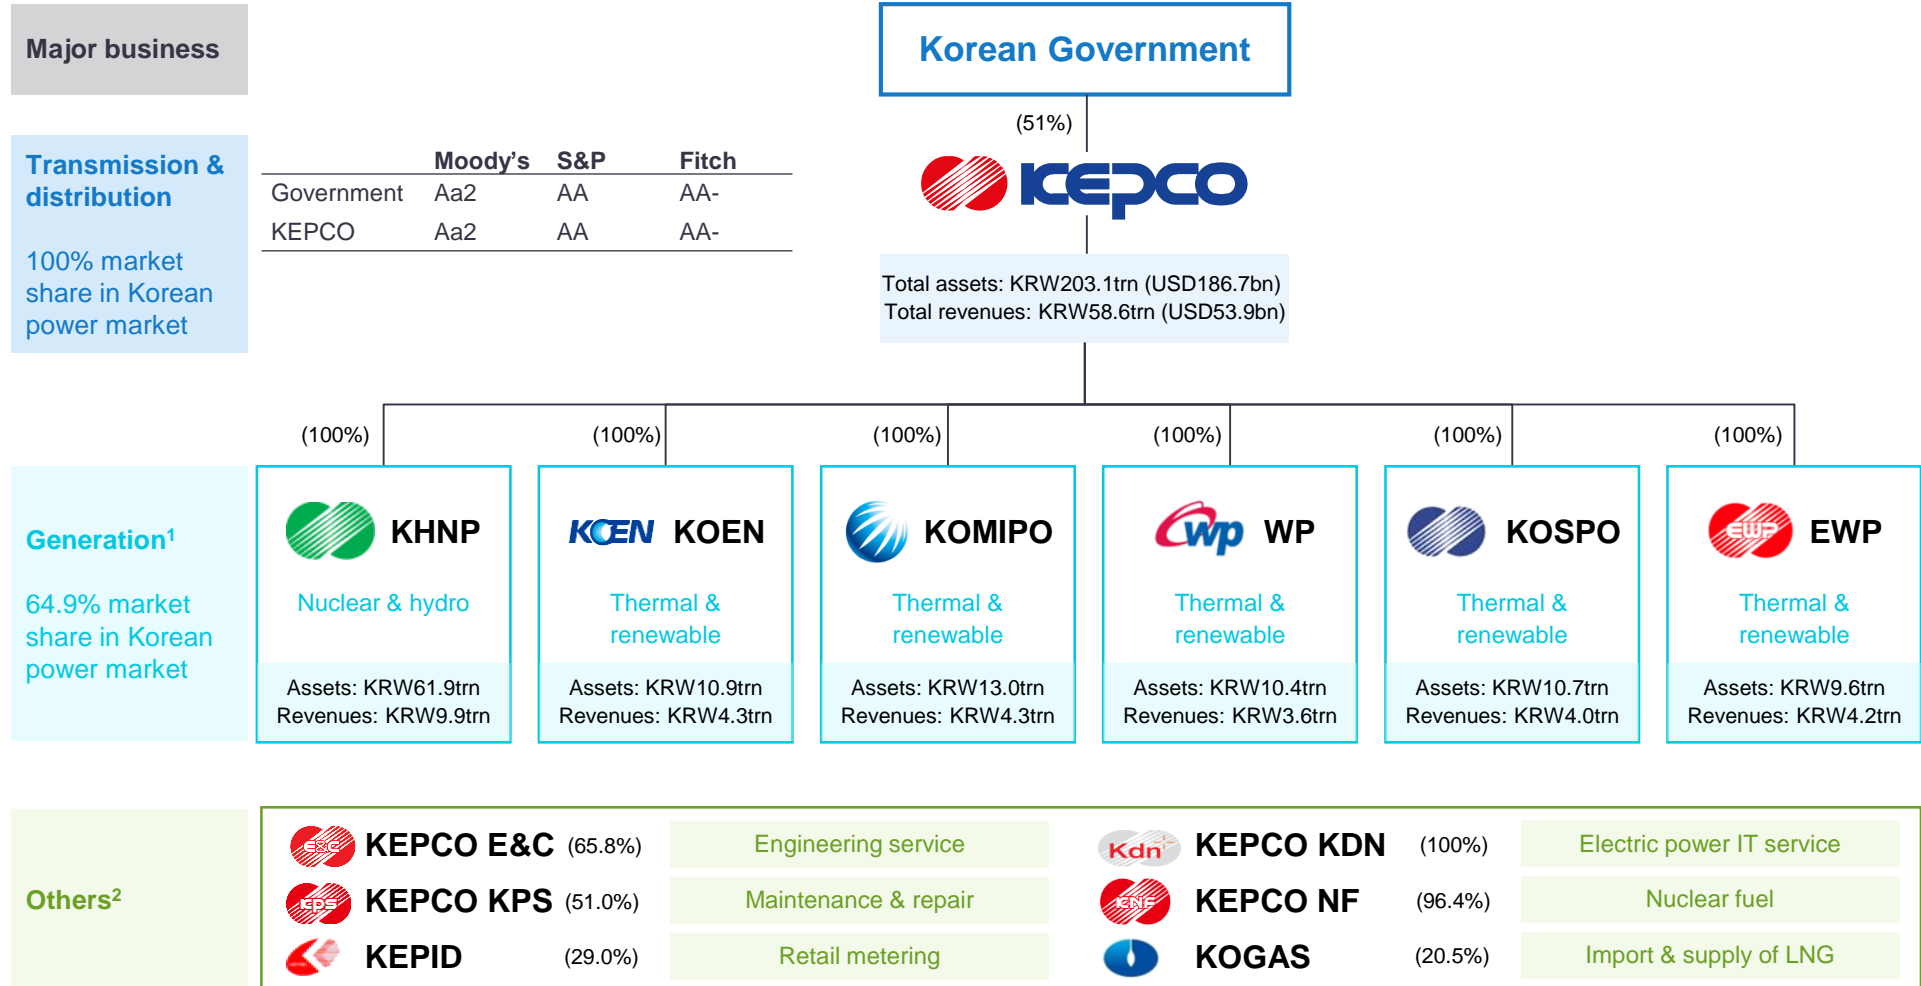 Major business
Korean Government
(51%)
Transmission &
distribution
100% market
share in Korean
power market
Moody's S&P Fitch
Government Aa2 AA AA-
KEPCO Aa2 AA AA-
KEPCO
Total assets: KRW203.1trn (USD186.7bn)
Total revenues: KRW58.6trn (USD53.9bn)
(100%) (100%) (100%) (100%) (100%) (100%)
Generation¹
64.9% market
share in Korean
power market
KHNP
Nuclear & hydro
Assets: KRW61.9trn
Revenues: KRW9.9trn
KOEN KOEN
Thermal &
renewable
Assets: KRW10.9trn
Revenues: KRW4.3trn
KOMIPO
Thermal &
renewable
Assets: KRW13.0trn
Revenues: KRW4.3trn
wp WP
Thermal &
renewable
Assets: KRW10.4trn
Revenues: KRW3.6trn
KOSPO
Thermal &
renewable
Assets: KRW10.7trn
Revenues: KRW4.0trn
EWP EWP
Thermal &
renewable
Assets: KRW9.6trn
Revenues: KRW4.2trn
Others²
E&C KEPCO E&C (65.8%) Engineering service
KPS KEPCO KPS (51.0%) Maintenance & repair
KEPID (29.0%) Retail metering
Kdn KEPCO KDN (100%) Electric power IT service
KNF KEPCO NF (96.4%) Nuclear fuel
KOGAS (20.5%) Import & supply of LNG